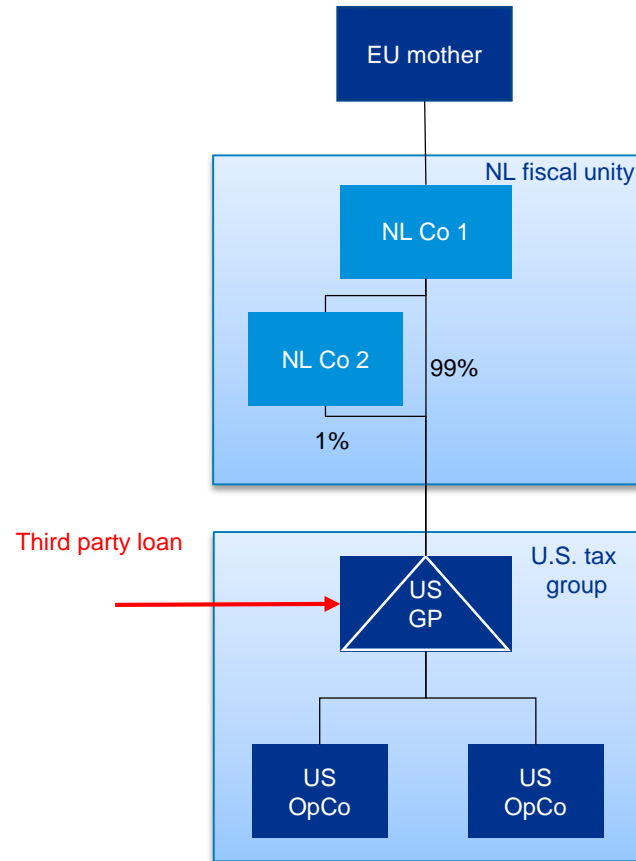 EU mother
NL fiscal unity
NL Co 1
NL Co 2
99%
1%
Third party loan
U.S. tax
group
US
GP
US
OpCo
US
OpCo